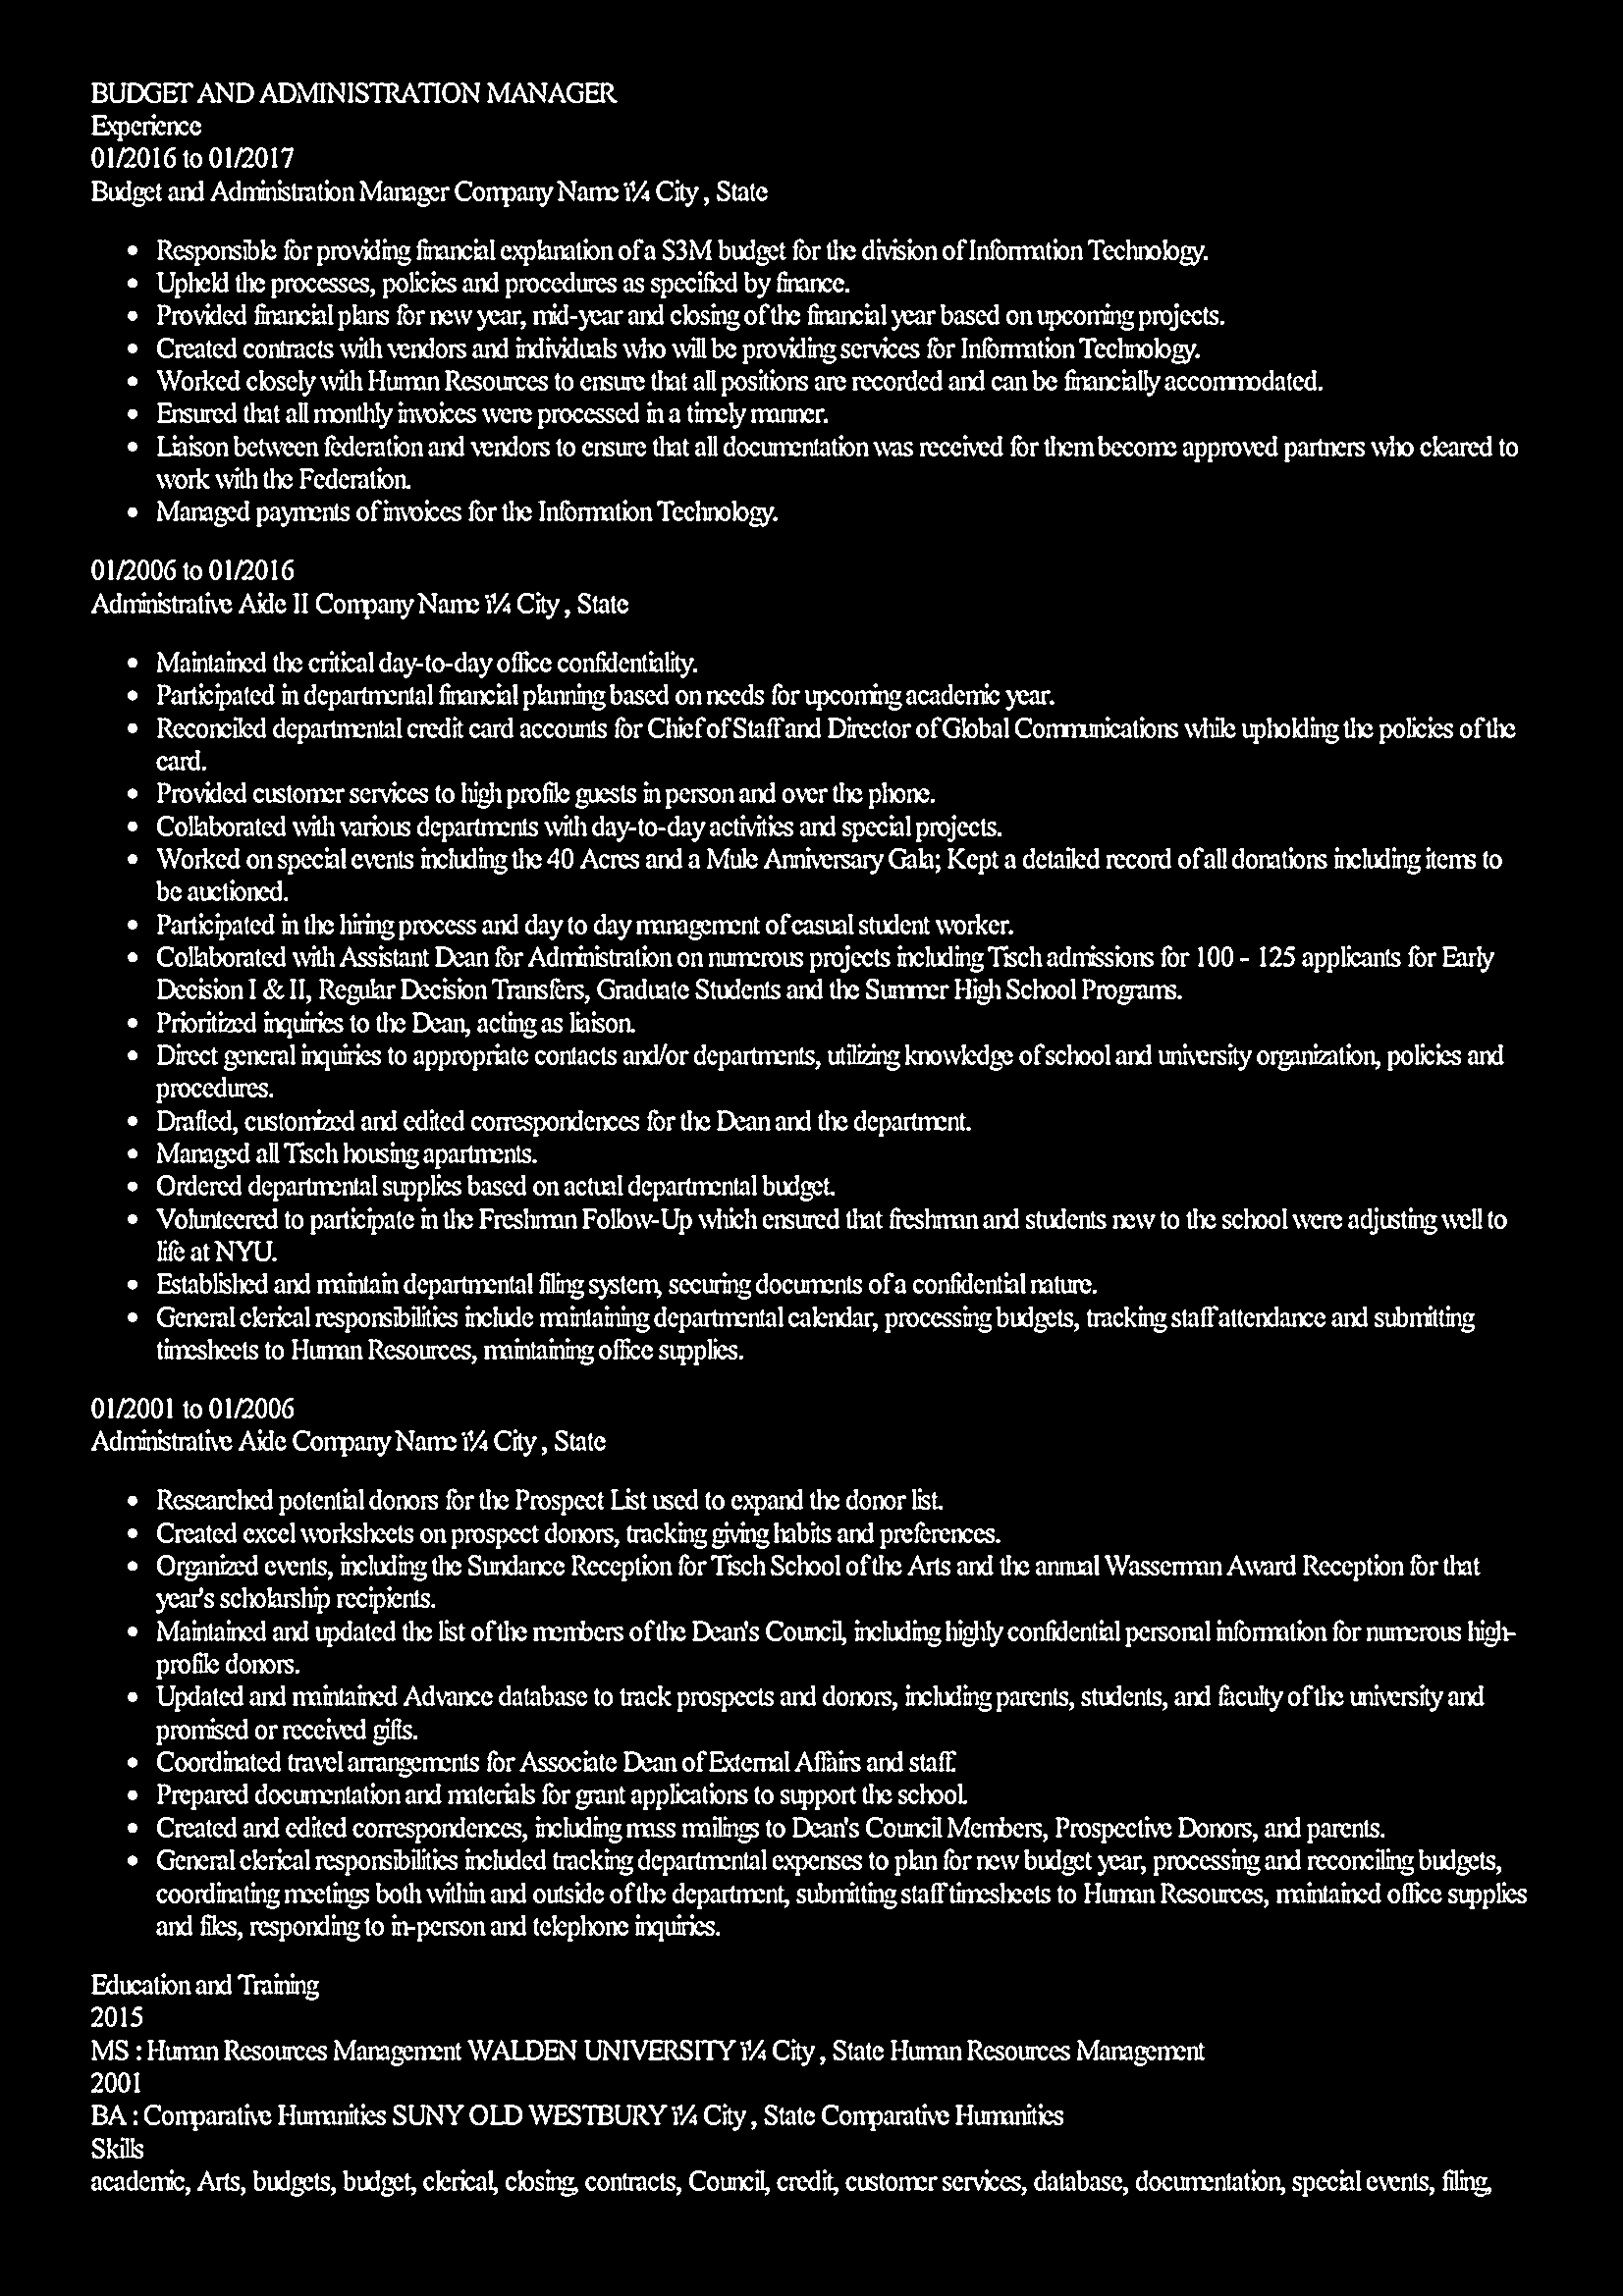 BUDGET AND ADMINISTRATION MANAGER
Experience
01/2016 to 01/2017
Budget and Administration Manager Company Name ï¼ City , State
• Responsible for providing financial explanation of a $3M budget for the division of Information Technology.
• Upheld the processes, policies and procedures as specified by finance.
• Provided financial plans for new year, mid-year and closing of the financial year based on upcoming projects.
• Created contracts with vendors and individuals who will be providing services for Information Technology.
• Worked closely with Human Resources to ensure that all positions are recorded and can be financially accommodated.
• Ensured that all monthly invoices were processed in a timely manner.
• Liaison between federation and vendors to ensure that all documentation was received for them become approved partners who cleared to
work with the Federation.
• Managed payments of invoices for the Information Technology.
01/2006 to 01/2016
Administrative Aide II Company Name ï¼ City , State
• Maintained the critical day-to-day office confidentiality.
• Participated in departmental financial planning based on needs for upcoming academic year.
• Reconciled departmental credit card accounts for Chief of Staff and Director of Global Communications while upholding the policies of the
card.
• Provided customer services to high profile guests in person and over the phone.
• Collaborated with various departments with day-to-day activities and special projects.
• Worked on special events including the 40 Acres and a Mule Anniversary Gala; Kept a detailed record of all donations including items to
be auctioned.
• Participated in the hiring process and day to day management of casual student worker.
• Collaborated with Assistant Dean for Administration on numerous projects including Tisch admissions for 100 - 125 applicants for Early
Decision I & II, Regular Decision Transfers, Graduate Students and the Summer High School Programs.
• Prioritized inquiries to the Dean, acting as liaison.
• Direct general inquiries to appropriate contacts and/or departments, utilizing knowledge of school and university organization, policies and
procedures.
• Drafted, customized and edited correspondences for the Dean and the department.
• Managed all Tisch housing apartments.
• Ordered departmental supplies based on actual departmental budget.
• Volunteered to participate in the Freshman Follow-Up which ensured that freshman and students new to the school were adjusting well to
life at NYU.
• Established and maintain departmental filing system, securing documents of a confidential nature.
• General clerical responsibilities include maintaining departmental calendar, processing budgets, tracking staff attendance and submitting
timesheets to Human Resources, maintaining office supplies.
01/2001 to 01/2006
Administrative Aide Company Name ï¼ City , State
• Researched potential donors for the Prospect List used to expand the donor list.
• Created excel worksheets on prospect donors, tracking giving habits and preferences.
• Organized events, including the Sundance Reception for Tisch School of the Arts and the annual Wasserman Award Reception for that
year's scholarship recipients.
• Maintained and updated the list of the members of the Dean's Council, including highly confidential personal information for numerous high-
profile donors.
• Updated and maintained Advance database to track prospects and donors, including parents, students, and faculty of the university and
promised or received gifts.
• Coordinated travel arrangements for Associate Dean of External Affairs and staff.
• Prepared documentation and materials for grant applications to support the school.
• Created and edited correspondences, including mass mailings to Dean's Council Members, Prospective Donors, and parents.
• General clerical responsibilities included tracking departmental expenses to plan for new budget year, processing and reconciling budgets,
coordinating meetings both within and outside of the department, submitting staff timesheets to Human Resources, maintained office supplies
and files, responding to in-person and telephone inquiries.
Education and Training
2015
MS : Human Resources Management WALDEN UNIVERSITY ï¼ City , State Human Resources Management
2001
BA : Comparative Humanities SUNY OLD WESTBURY ï¼ City , State Comparative Humanities
Skills
academic, Arts, budgets, budget, clerical, closing, contracts, Council, credit, customer services, database, documentation, special events, filing,